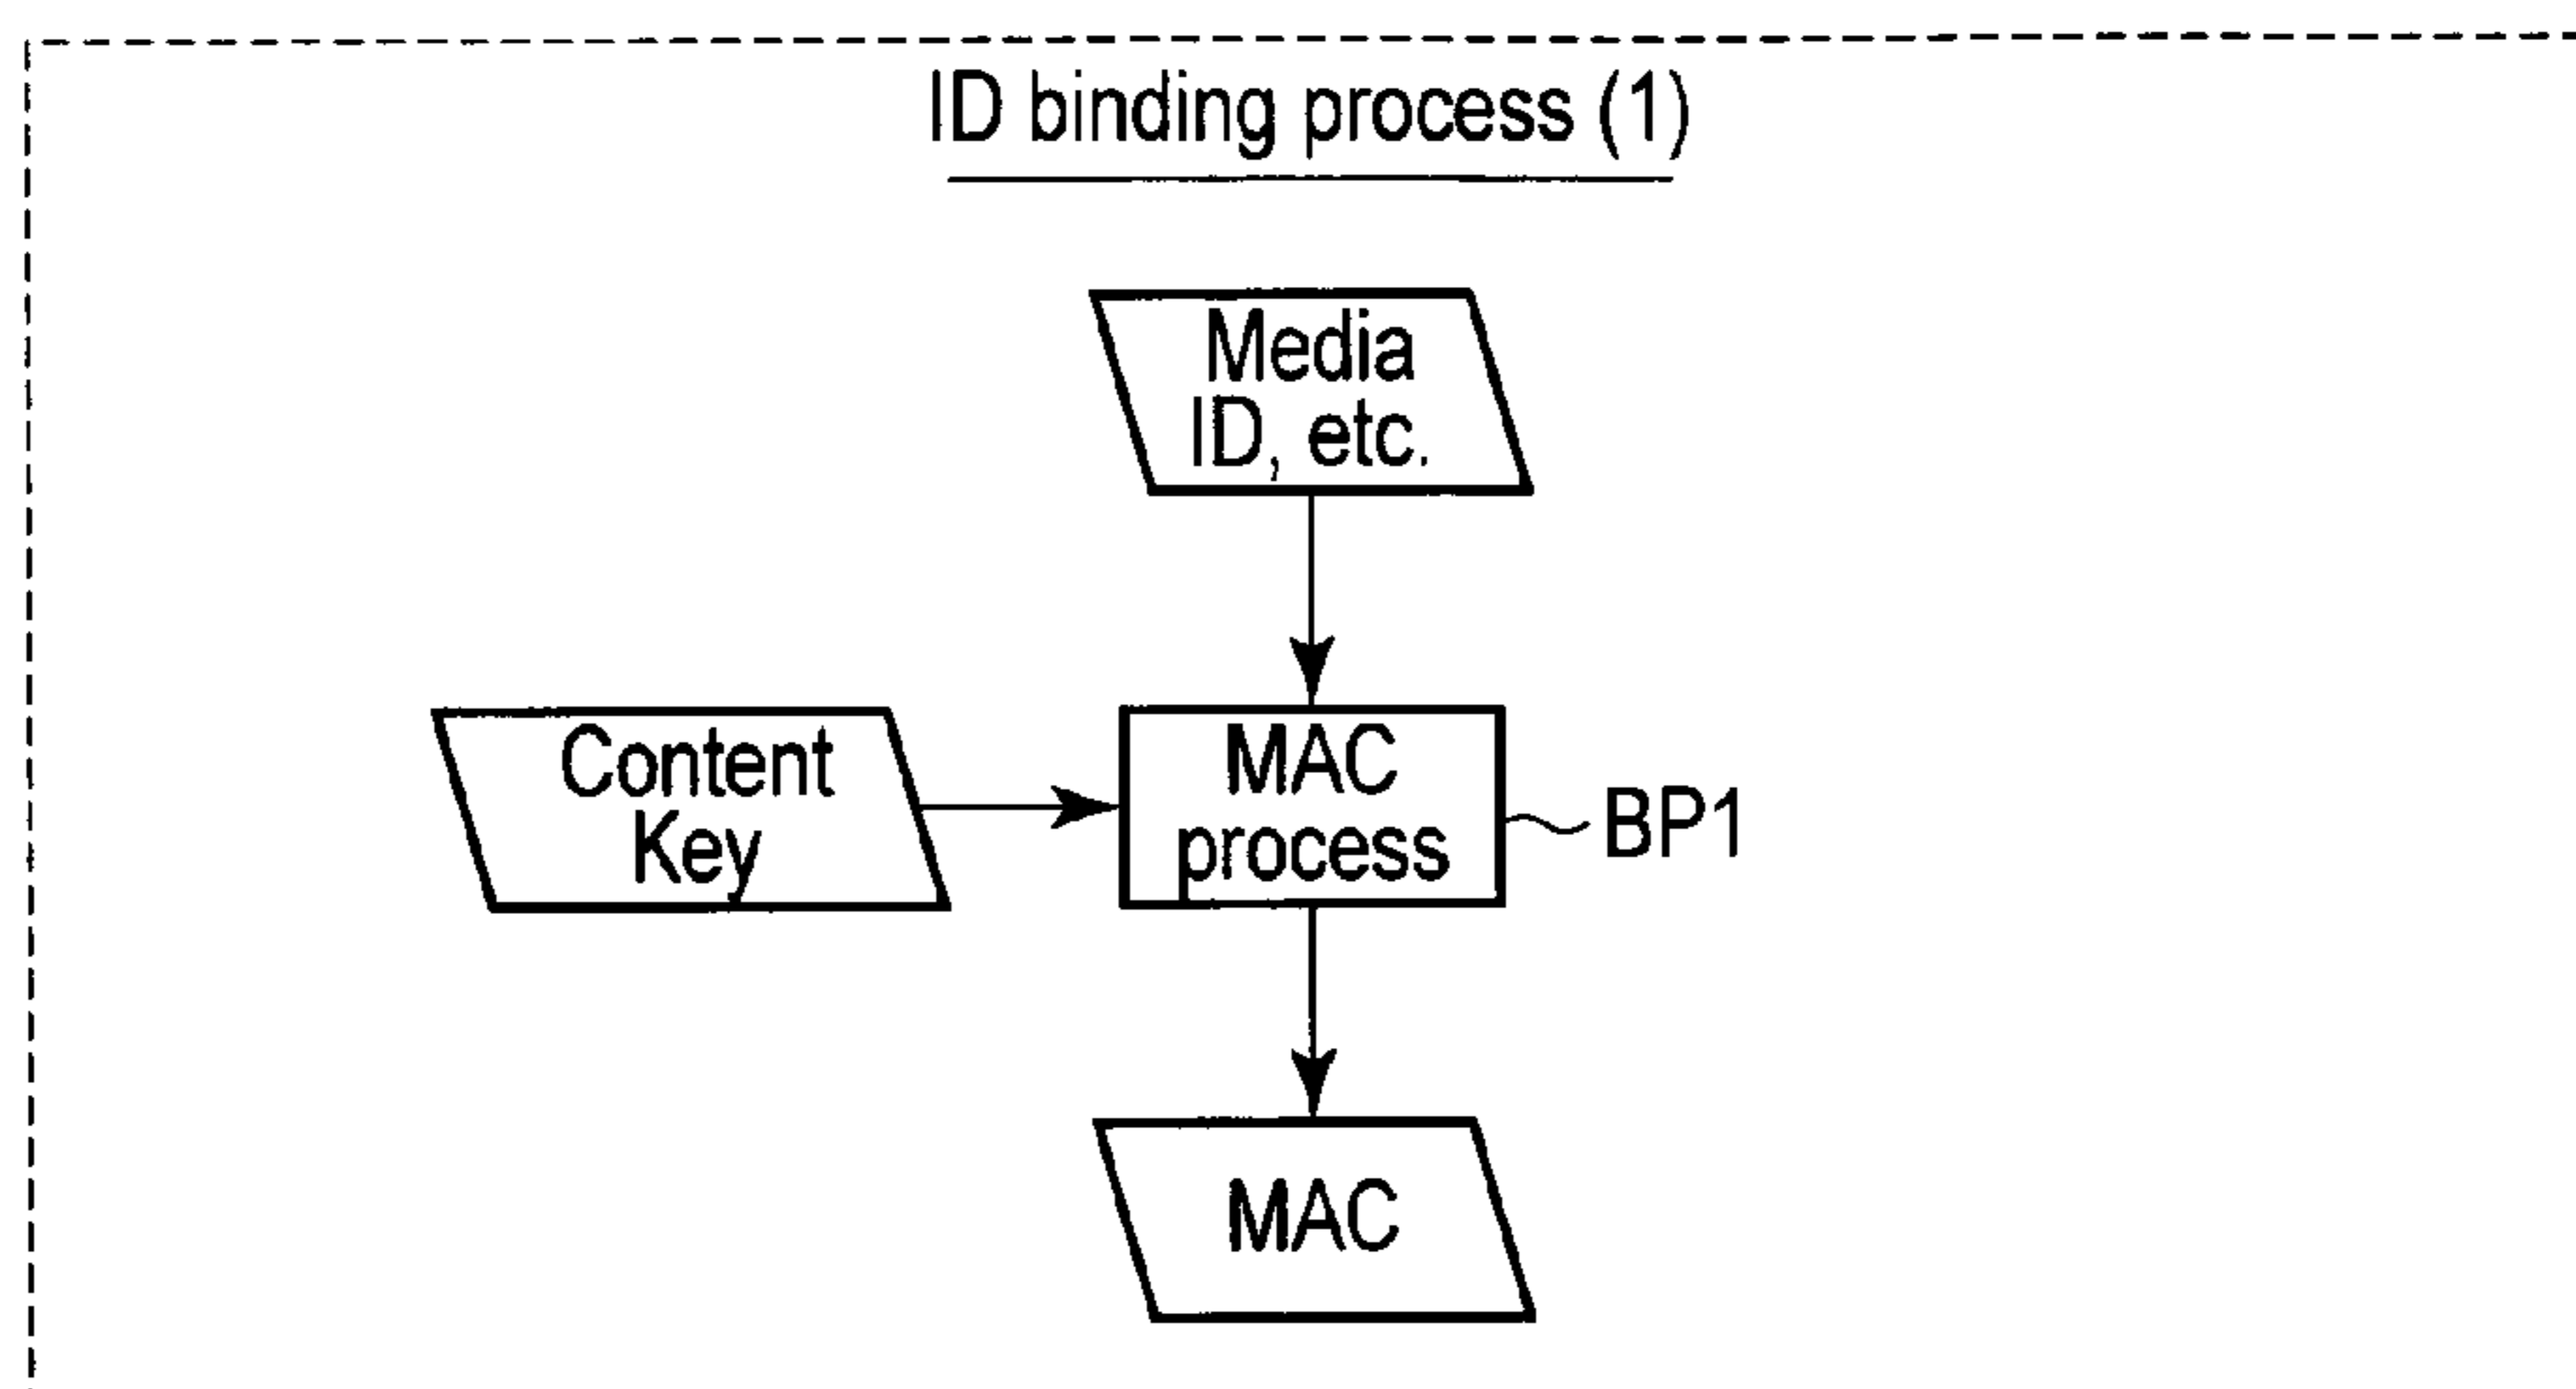 ID binding process (1)
Media
ID, etc.
Content
Key
MAC
process
BP1
MAC